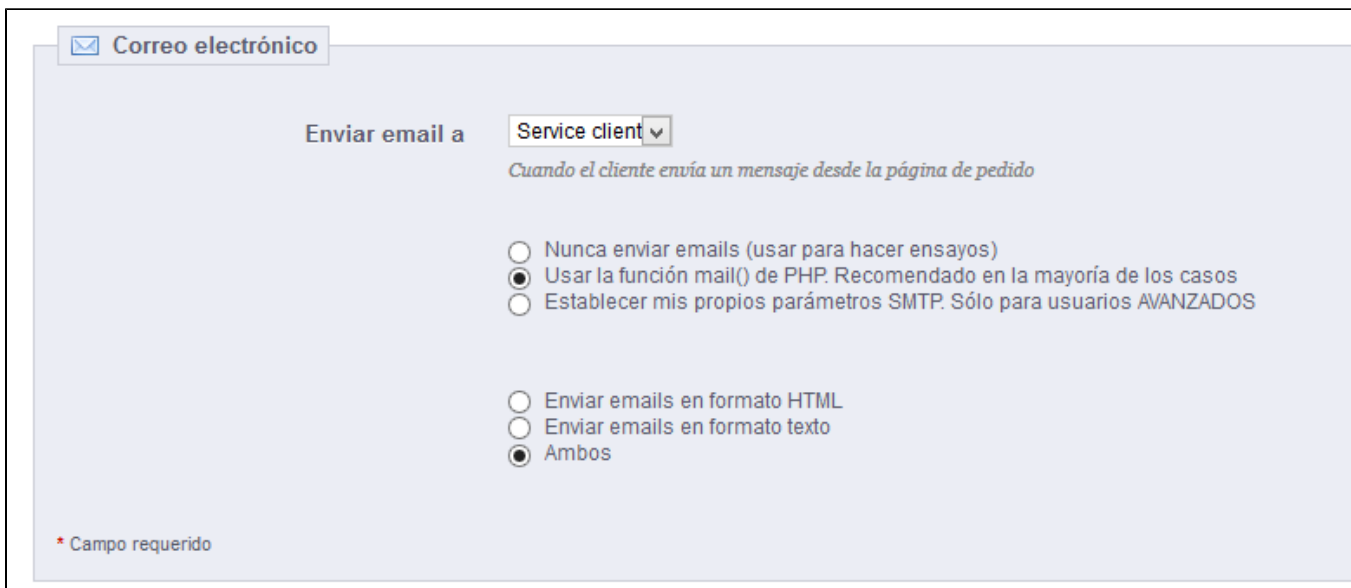 Correo electrónico
Enviar email a
Service client
Cuando el cliente envía un mensaje desde la página de pedido
Nunca enviar emails (usar para hacer ensayos)
Usar la función mail() de PHP. Recomendado en la mayoría de los casos
Establecer mis propios parámetros SMTP. Sólo para usuarios AVANZADOS
Enviar emails en formato HTML
Enviar emails en formato texto
Ambos
* Campo requerido